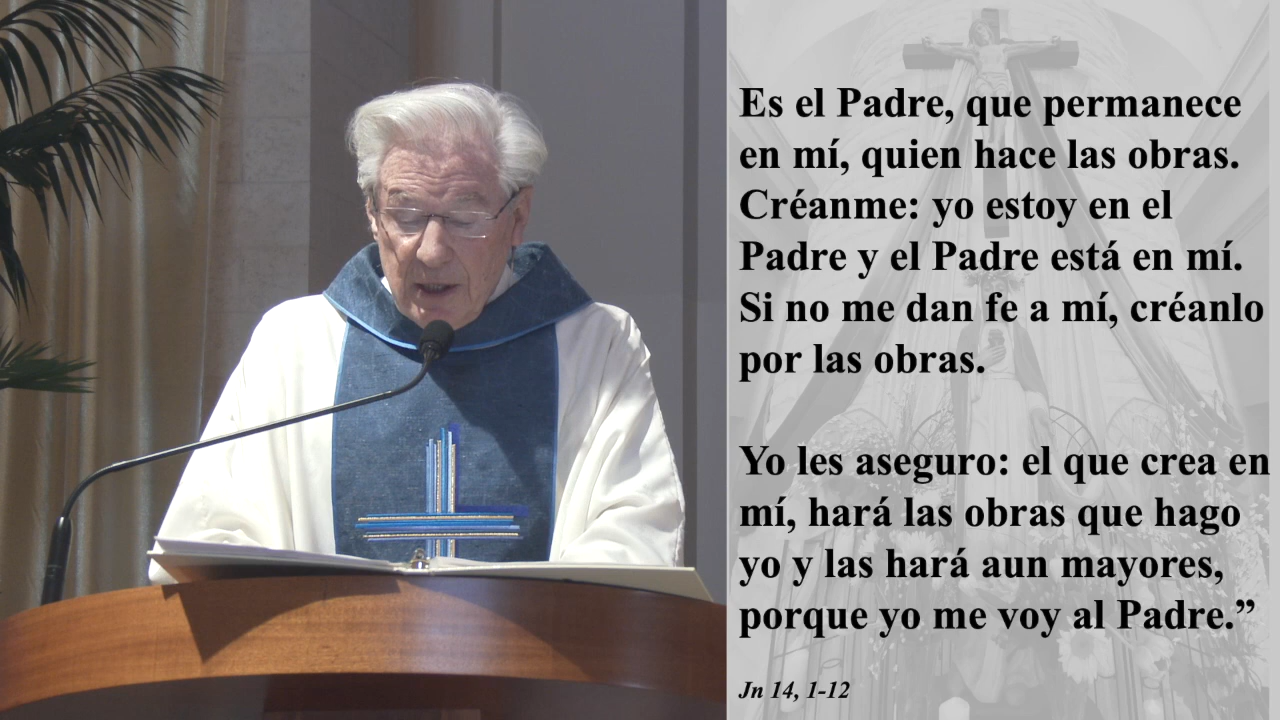 Es el Padre, que permanece
en mí, quien hace las obras.
Créanme: yo estoy en el
Padre y el Padre está en mí.
Si no me dan fe a mí, créanlo
por las obras.
Yo les aseguro: el que crea en
mí, hará las obras que hago
yo y las hará aun mayores,
porque yo me voy al Padre.”
Jn 14, 1-12